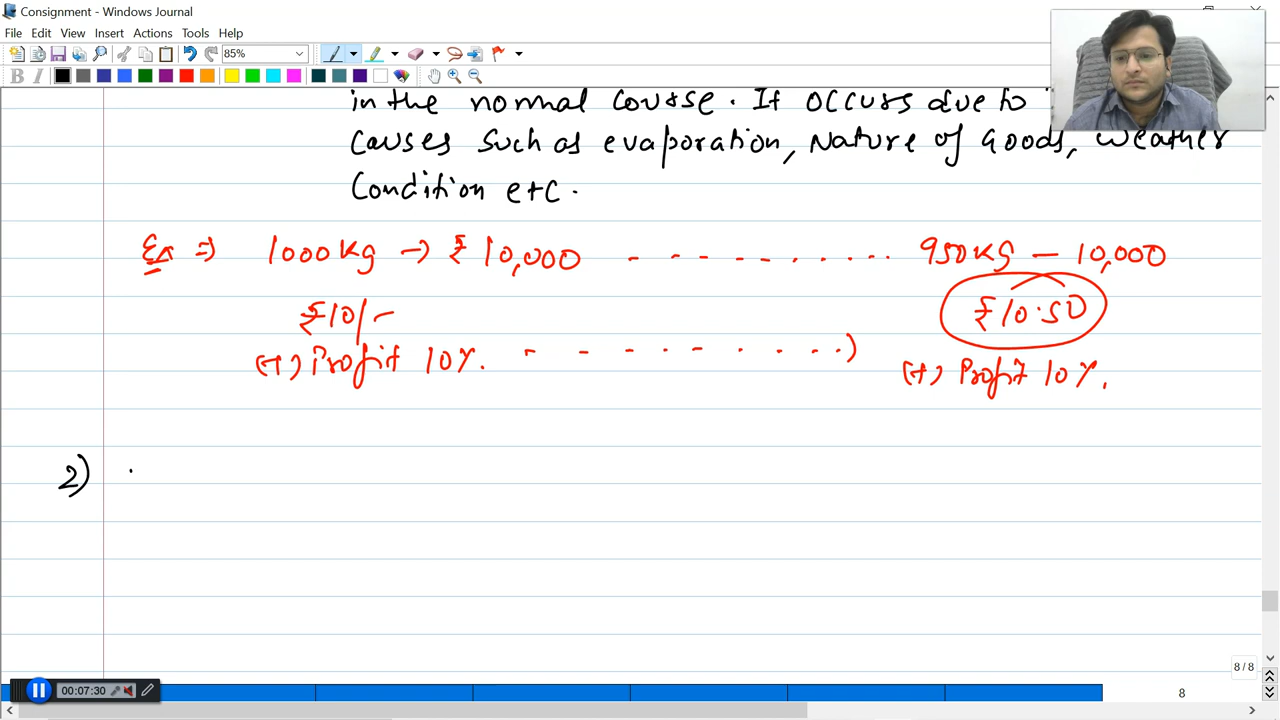 Consignment - Windows Journal
File Edit View Insert Actions Tools Help
85%
B I
in the normal course. It occurs due to
causes such as evaporation, Nature of Goods, weather
Condition etc.
Ex ⇒ 1000 Kg → ₹ 10,000 - - - - - . . . . . . 950 KG — 10,000
₹10/- ₹10.50
(+) Profit 10%. - - - - - . - . . . ) (+) Profit 10%.
2)
8 / 8
00:07:30 8